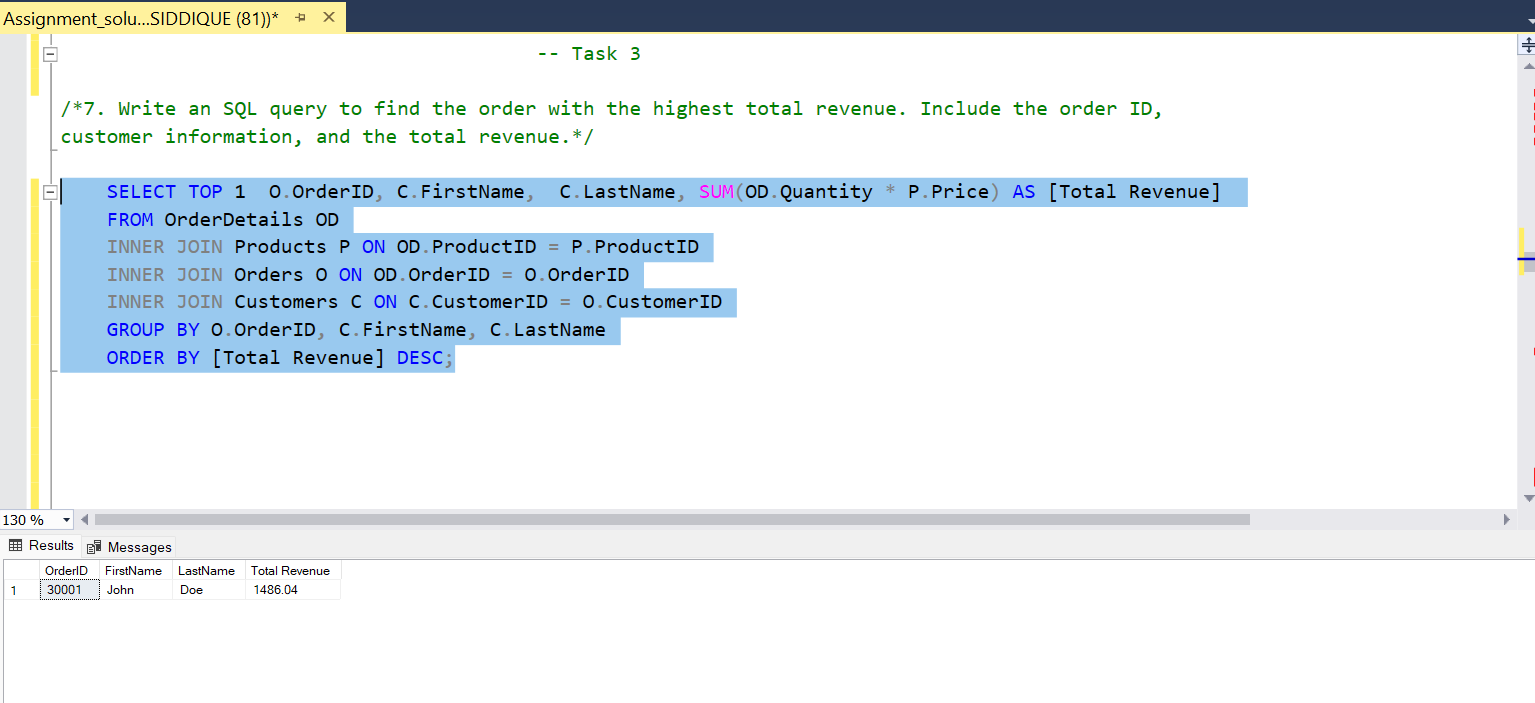 Assignment_solu...SIDDIQUE (81))*
-- Task 3
/*7. Write an SQL query to find the order with the highest total revenue. Include the order ID,
customer information, and the total revenue.*/
SELECT TOP 1  O.OrderID, C.FirstName,  C.LastName, SUM(OD.Quantity * P.Price) AS [Total Revenue]
FROM OrderDetails OD
INNER JOIN Products P ON OD.ProductID = P.ProductID
INNER JOIN Orders O ON OD.OrderID = O.OrderID
INNER JOIN Customers C ON C.CustomerID = O.CustomerID
GROUP BY O.OrderID, C.FirstName, C.LastName
ORDER BY [Total Revenue] DESC;
130 %
Results Messages
OrderID FirstName LastName Total Revenue
1 30001 John Doe 1486.04